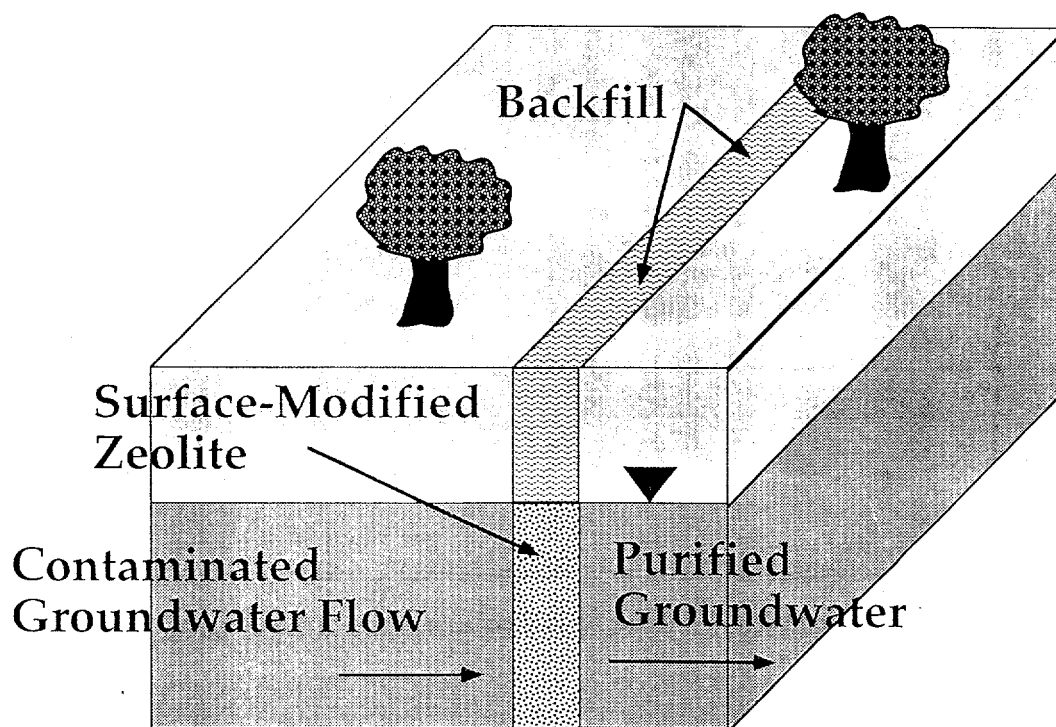 Backfill
Surface-Modified
Zeolite
Contaminated
Groundwater Flow
Purified
Groundwater